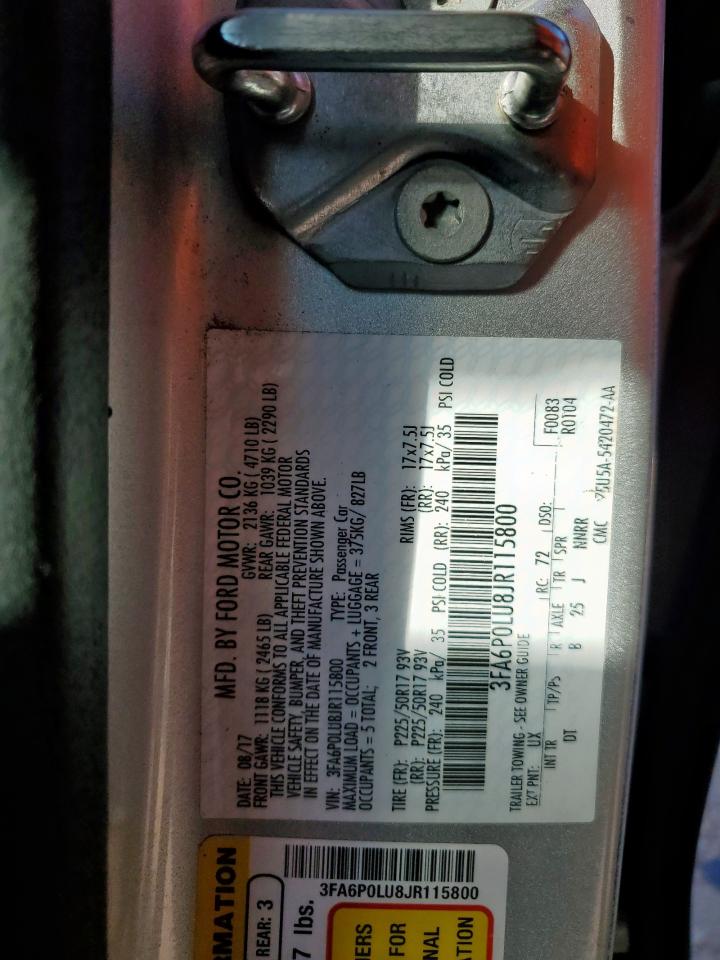 MFD. BY FORD MOTOR CO.
DATE: 08/17 GVWR: 2136 KG ( 4710 LB)
FRONT GAWR: 1118 KG (2465 LB) REAR GAWR: 1039 KG ( 2290 LB)
THIS VEHICLE CONFORMS TO ALL APPLICABLE FEDERAL MOTOR
VEHICLE SAFETY, BUMPER, AND THEFT PREVENTION STANDARDS
IN EFFECT ON THE DATE OF MANUFACTURE SHOWN ABOVE.
VIN: 3FA6P0LU8JR115800 TYPE: Passenger Car
MAXIMUM LOAD = OCCUPANTS + LUGGAGE = 375KG/ 827LB
OCCUPANTS = 5 TOTAL; 2 FRONT, 3 REAR
TIRE (FR): P225/50R17 93V RIMS (FR): 17x7.5J
(RR): P225/50R17 93V (RR): 17x7.5J
PRESSURE (FR): 240 kPa/ 35 PSI COLD (RR): 240 kPa/ 35 PSI COLD
3FA6P0LU8JR115800
TRAILER TOWING - SEE OWNER GUIDE
EXT PNT: UX RC: 72 DSO: F0083
R0104
INT TR TP/PS R AXLE TR SPR
DT B 25 J NNRR
CMC 5U5A-5420472-AA
RMATION
REAR: 3
7 lbs.
3FA6P0LU8JR115800
HERS
FOR
NAL
ATION